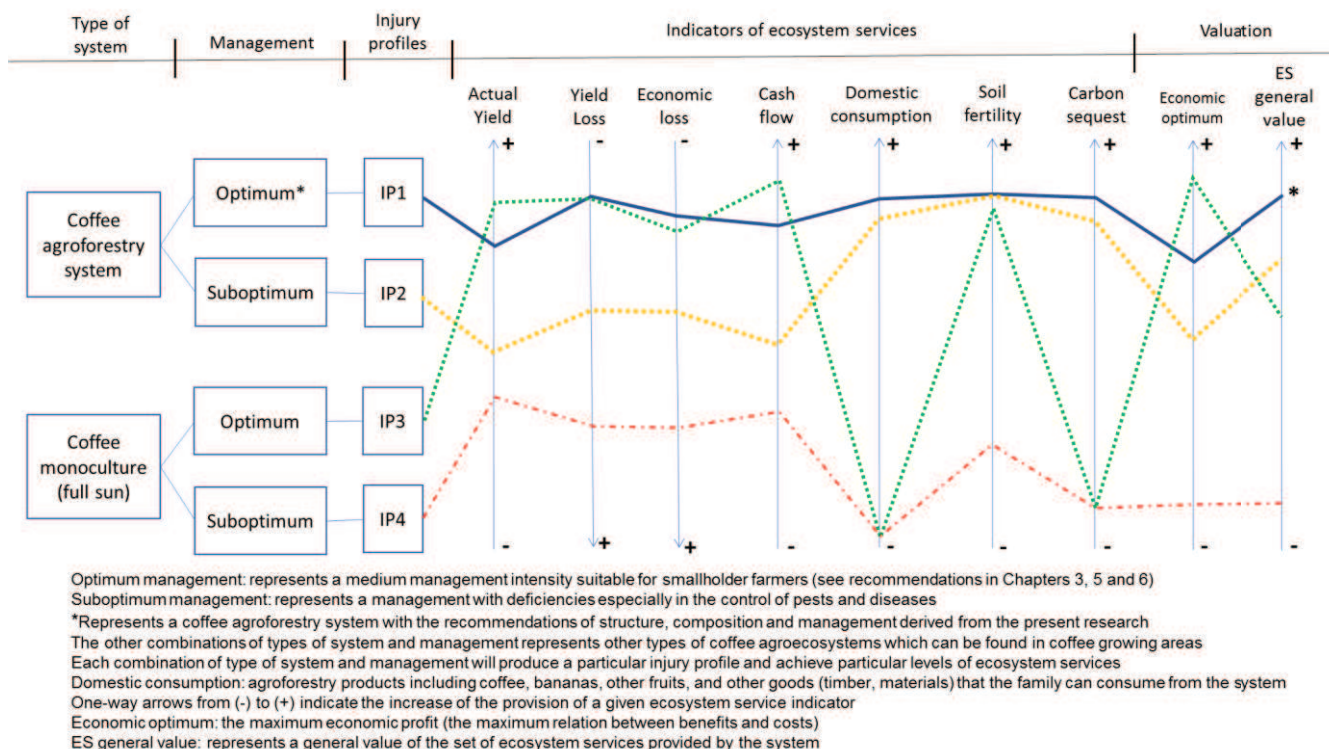 Type of
system
Management
Injury
profiles
Indicators of ecosystem services
Valuation
Actual
Yield
Yield
Loss
Economic
loss
Cash
flow
Domestic
consumption
Soil
fertility
Carbon
sequest
Economic
optimum
ES
general
value
+ - - + + + + + +
Coffee
agroforestry
system
Optimum*
IP1
*
Suboptimum
IP2
Coffee
monoculture
(full sun)
Optimum
IP3
Suboptimum
IP4
- + + - - - - - -
Optimum management: represents a medium management intensity suitable for smallholder farmers (see recommendations in Chapters 3, 5 and 6)
Suboptimum management: represents a management with deficiencies especially in the control of pests and diseases
*Represents a coffee agroforestry system with the recommendations of structure, composition and management derived from the present research
The other combinations of types of system and management represents other types of coffee agroecosystems which can be found in coffee growing areas
Each combination of type of system and management will produce a particular injury profile and achieve particular levels of ecosystem services
Domestic consumption: agroforestry products including coffee, bananas, other fruits, and other goods (timber, materials) that the family can consume from the system
One-way arrows from (-) to (+) indicate the increase of the provision of a given ecosystem service indicator
Economic optimum: the maximum economic profit (the maximum relation between benefits and costs)
ES general value: represents a general value of the set of ecosystem services provided by the system